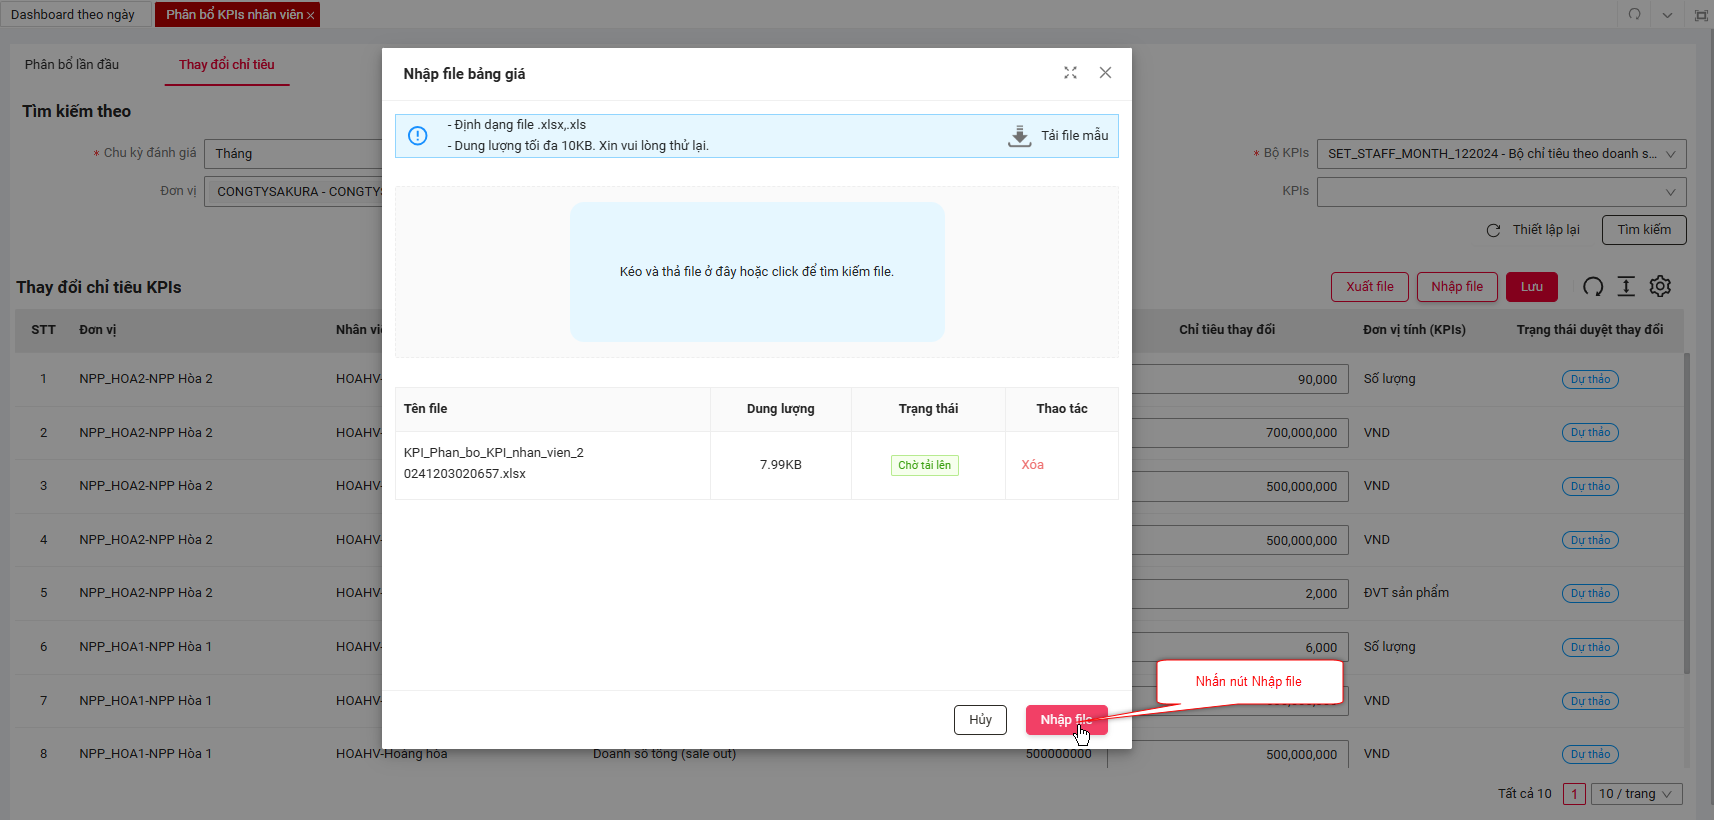 Dashboard theo ngày
Phân bổ KPIs nhân viên
Phân bổ lần đầu
Thay đổi chỉ tiêu
Tìm kiếm theo
* Chu kỳ đánh giá
Tháng
Đơn vị
CONGTYSAKURA - CONGTYS
* Bộ KPIs
SET_STAFF_MONTH_122024 - Bộ chỉ tiêu theo doanh s...
KPIs
Thiết lập lại
Tìm kiếm
Thay đổi chỉ tiêu KPIs
Xuất file
Nhập file
Lưu
Nhập file bảng giá
- Định dạng file .xlsx,.xls
- Dung lượng tối đa 10KB. Xin vui lòng thử lại.
Tải file mẫu
Kéo và thả file ở đây hoặc click để tìm kiếm file.
Tên file Dung lượng Trạng thái Thao tác
KPI_Phan_bo_KPI_nhan_vien_2
0241203020657.xlsx
7.99KB
Chờ tải lên
Xóa
Hủy
Nhập file
Nhấn nút Nhập file
STT Đơn vị Nhân vi Chỉ tiêu thay đổi Đơn vị tính (KPIs) Trạng thái duyệt thay đổi
1 NPP_HOA2-NPP Hòa 2 HOAHV- 90,000 Số lượng Dự thảo
2 NPP_HOA2-NPP Hòa 2 HOAHV- 700,000,000 VND Dự thảo
3 NPP_HOA2-NPP Hòa 2 HOAHV- 500,000,000 VND Dự thảo
4 NPP_HOA2-NPP Hòa 2 HOAHV- 500,000,000 VND Dự thảo
5 NPP_HOA2-NPP Hòa 2 HOAHV- 2,000 ĐVT sản phẩm Dự thảo
6 NPP_HOA1-NPP Hòa 1 HOAHV- 6,000 Số lượng Dự thảo
7 NPP_HOA1-NPP Hòa 1 HOAHV- VND Dự thảo
8 NPP_HOA1-NPP Hòa 1 HOAHV-Hoàng hòa Doanh số tổng (sale out) 500000000 500,000,000 VND Dự thảo
Tất cả 10
1
10 / trang